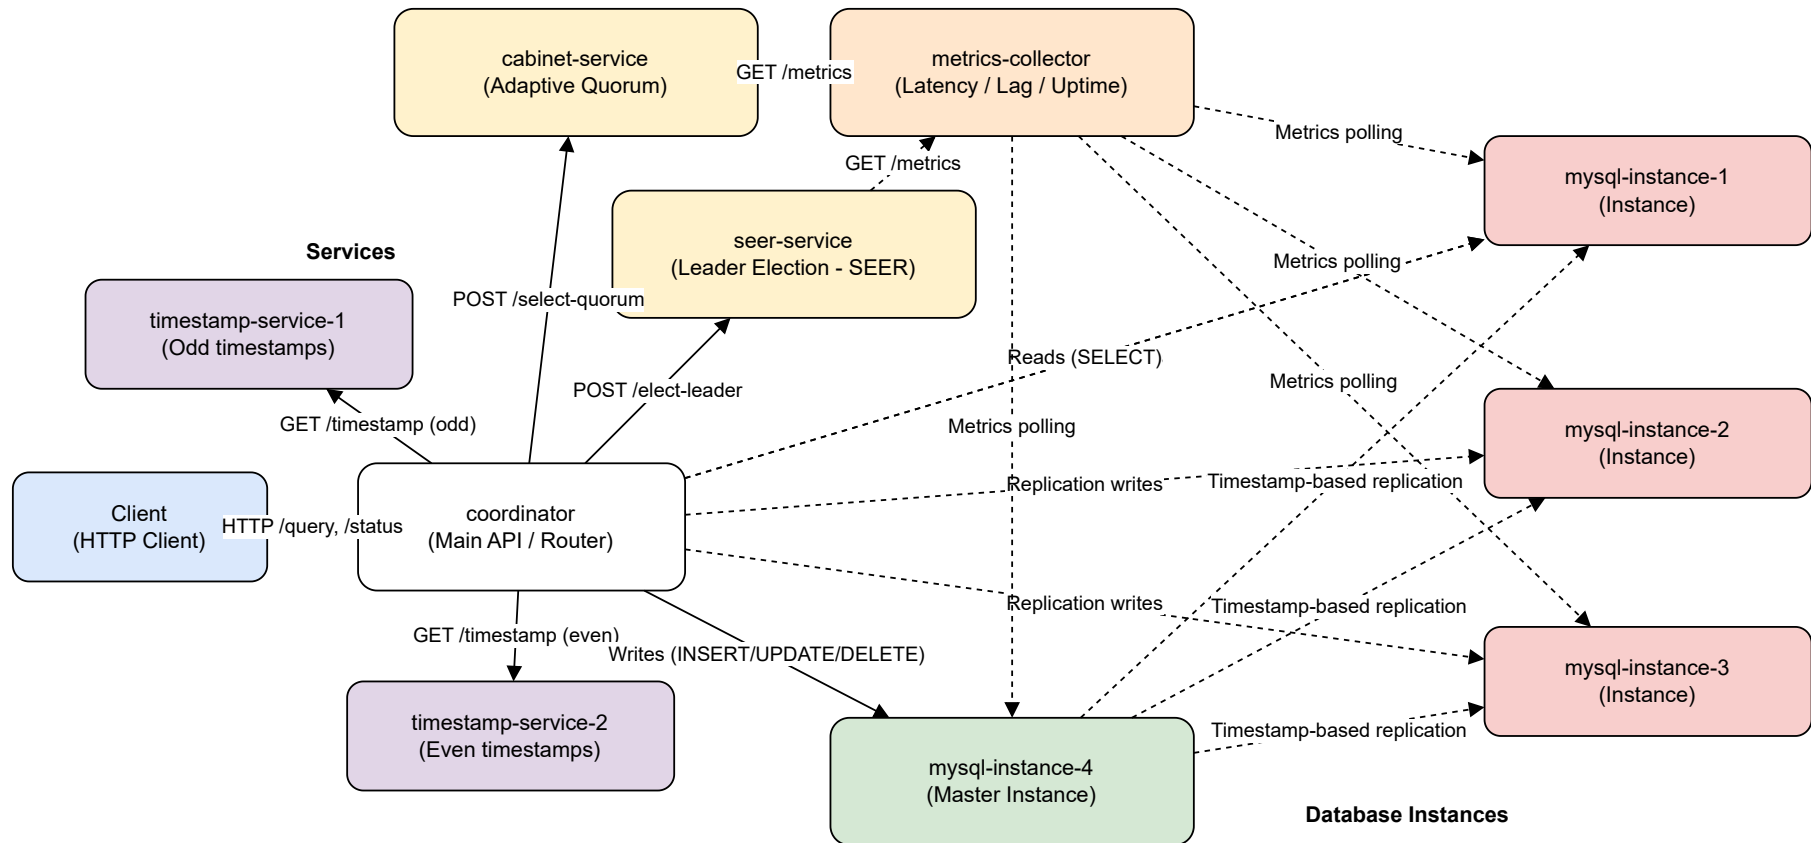 cabinet-service
(Adaptive Quorum)
GET /metrics
metrics-collector
(Latency / Lag / Uptime)
Metrics polling
GET /metrics
mysql-instance-1
(Instance)
seer-service
(Leader Election - SEER)
Services
Metrics polling
POST /select-quorum
timestamp-service-1
(Odd timestamps)
Reads (SELECT)
Metrics polling
POST /elect-leader
GET /timestamp (odd)
Metrics polling
mysql-instance-2
(Instance)
Replication writes
Timestamp-based replication
Client
(HTTP Client)
HTTP /query, /status
coordinator
(Main API / Router)
Replication writes
Timestamp-based replication
GET /timestamp (even)
Writes (INSERT/UPDATE/DELETE)
mysql-instance-3
(Instance)
timestamp-service-2
(Even timestamps)
Timestamp-based replication
mysql-instance-4
(Master Instance)
Database Instances